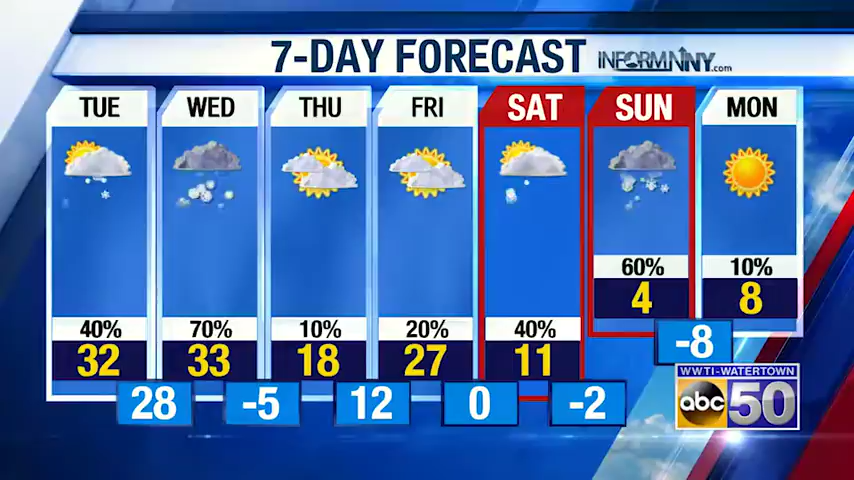 7-DAY FORECAST INFORMNNY.com
TUE WED THU FRI SAT SUN MON
60% 10%
4 8
40% 70% 10% 20% 40%
32 33 18 27 11
-8
28 -5 12 0 -2
WWTI-WATERTOWN
abc 50